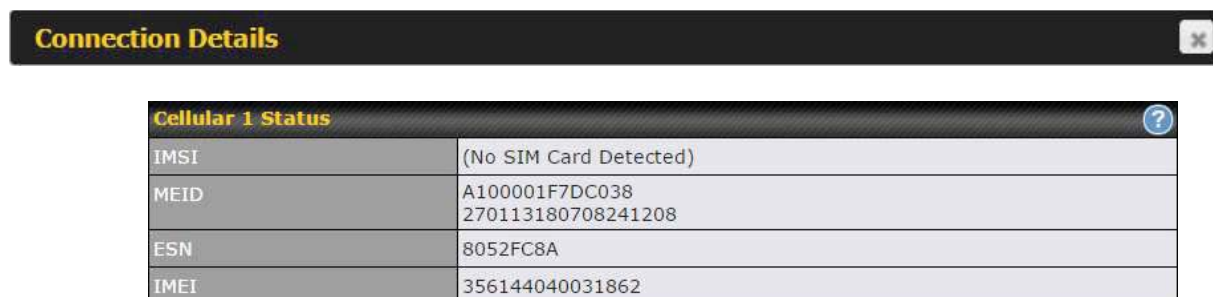 Connection Details
Cellular 1 Status
IMSI (No SIM Card Detected)
MEID A100001F7DC038
270113180708241208
ESN 8052FC8A
IMEI 356144040031862